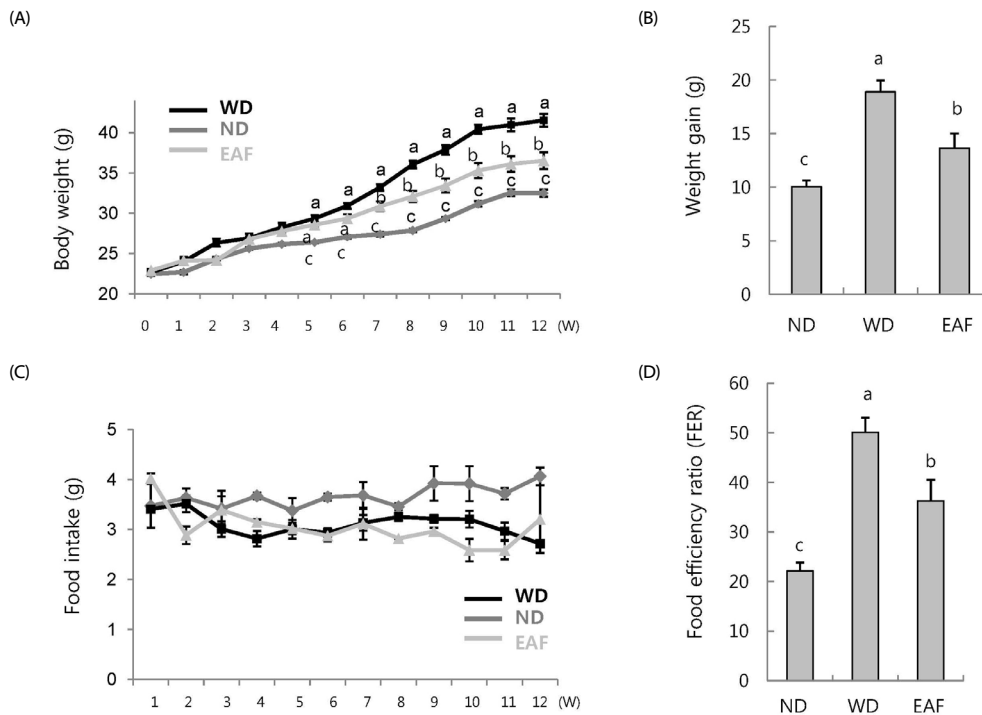 (A)
Body weight (g)
40
35
30
25
20
WD
ND
EAF
a a a a a a a a
a a b b b b b b
c c c c c c c c
0 1 2 3 4 5 6 7 8 9 10 11 12 (W)
(B)
Weight gain (g)
25
20
15
10
5
0
c a b
ND WD EAF
(C)
Food intake (g)
5
4
3
2
1
0
WD
ND
EAF
1 2 3 4 5 6 7 8 9 10 11 12 (W)
(D)
Food efficiency ratio (FER)
60
50
40
30
20
10
0
c a b
ND WD EAF